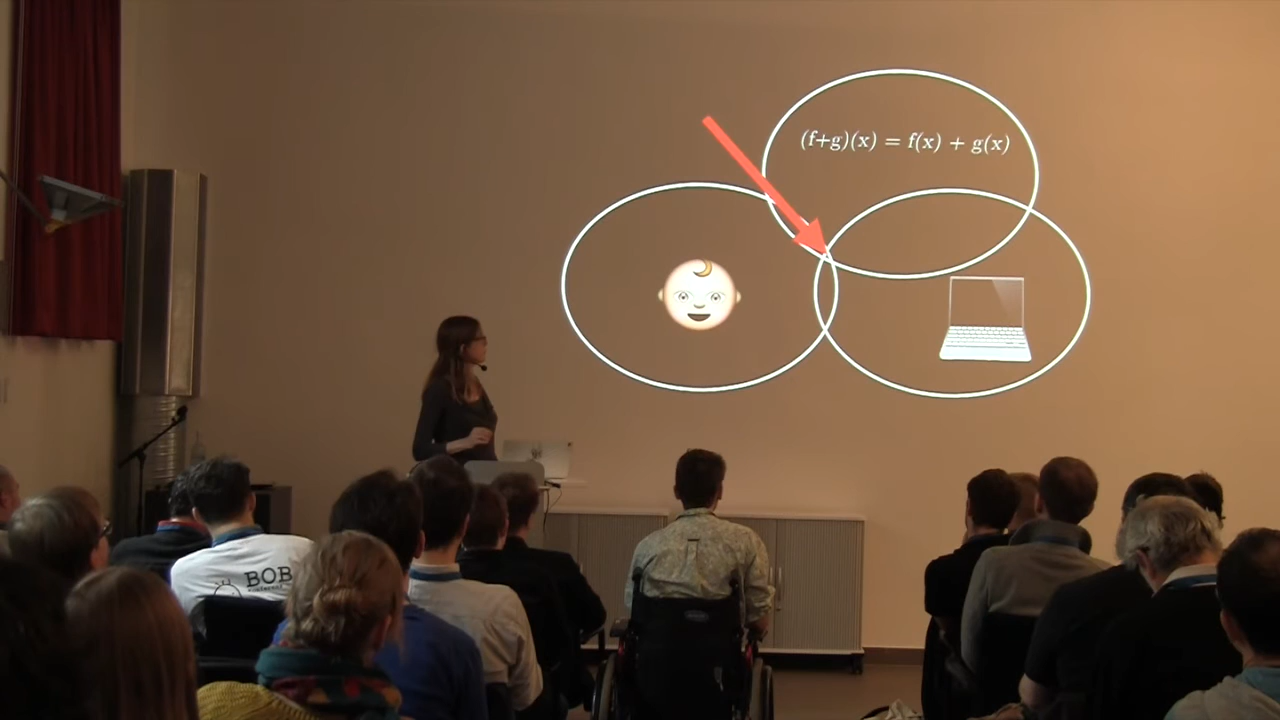 (f+g)(x) = f(x) + g(x)
BOB